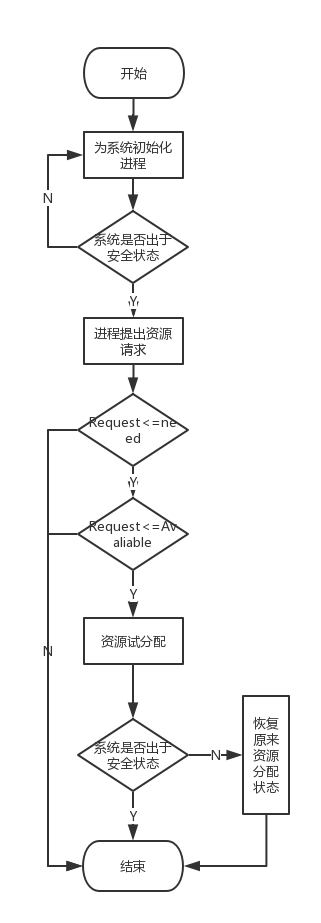 开始
为系统初始化
进程
N
系统是否出于
安全状态
Y
进程提出资源
请求
Request<=ne
ed
Y
Request<=Av
aliable
Y
资源试分配
N
系统是否出于
安全状态
N
恢复
原来
资源
分配
状态
Y
结束